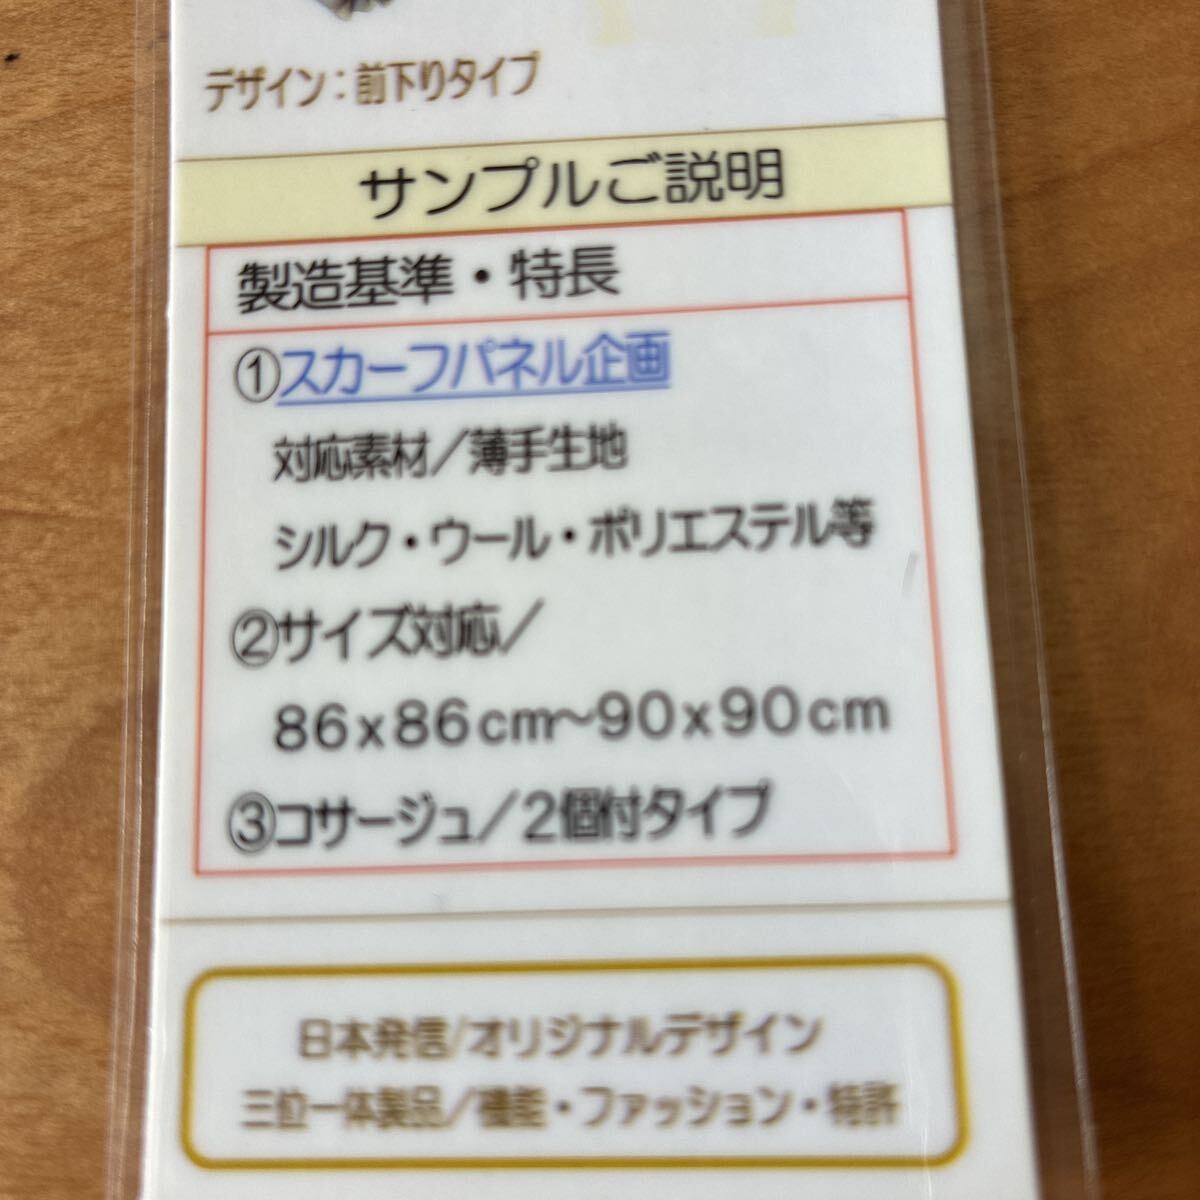 デザイン：前下りタイプ
サンプルご説明
製造基準・特長
①スカーフパネル企画
対応素材／薄手生地
シルク・ウール・ポリエステル等
②サイズ対応／
86x86cm～90x90cm
③コサージュ／2個付タイプ
日本発信/オリジナルデザイン
三位一体製品／機能・ファッション・特許